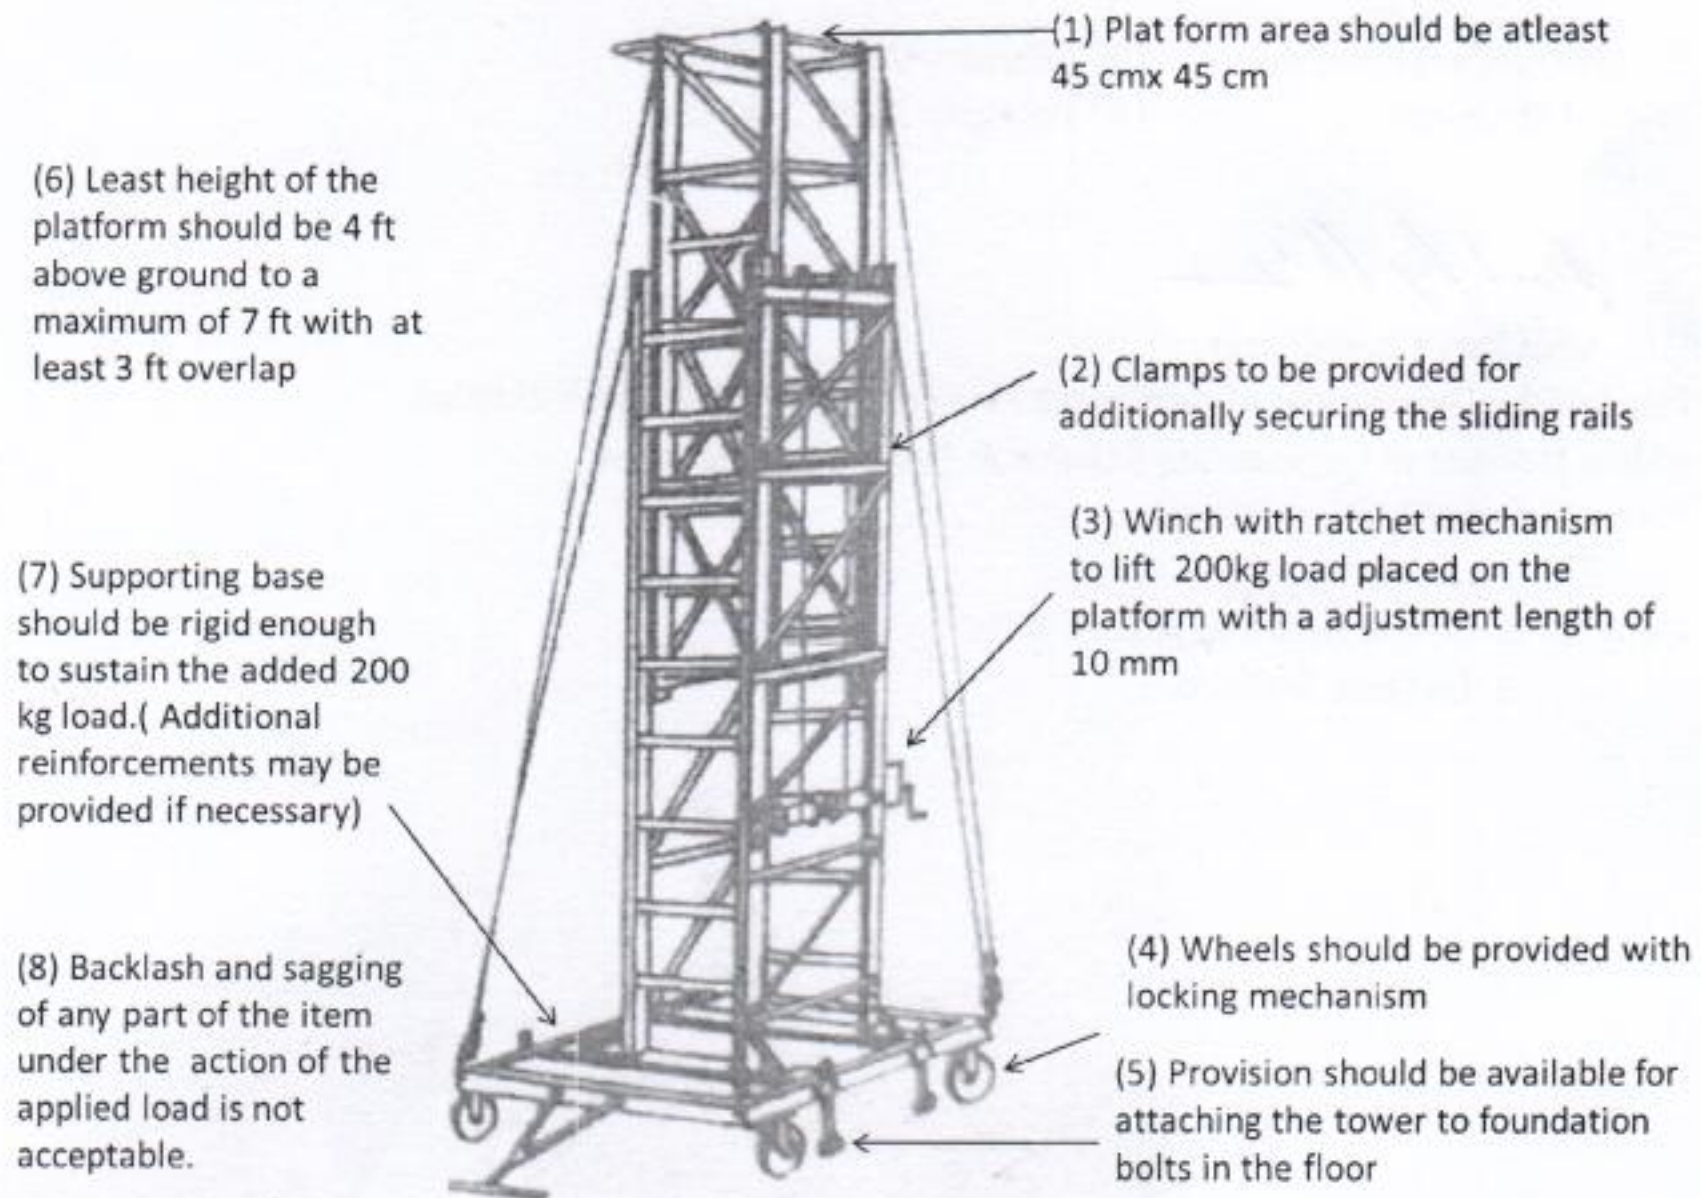 (1) Plat form area should be atleast
45 cmx 45 cm
(6) Least height of the
platform should be 4 ft
above ground to a
maximum of 7 ft with at
least 3 ft overlap
(2) Clamps to be provided for
additionally securing the sliding rails
(3) Winch with ratchet mechanism
to lift 200kg load placed on the
platform with a adjustment length of
10 mm
(7) Supporting base
should be rigid enough
to sustain the added 200
kg load.( Additional
reinforcements may be
provided if necessary)
(8) Backlash and sagging
of any part of the item
under the action of the
applied load is not
acceptable.
(4) Wheels should be provided with
locking mechanism
(5) Provision should be available for
attaching the tower to foundation
bolts in the floor